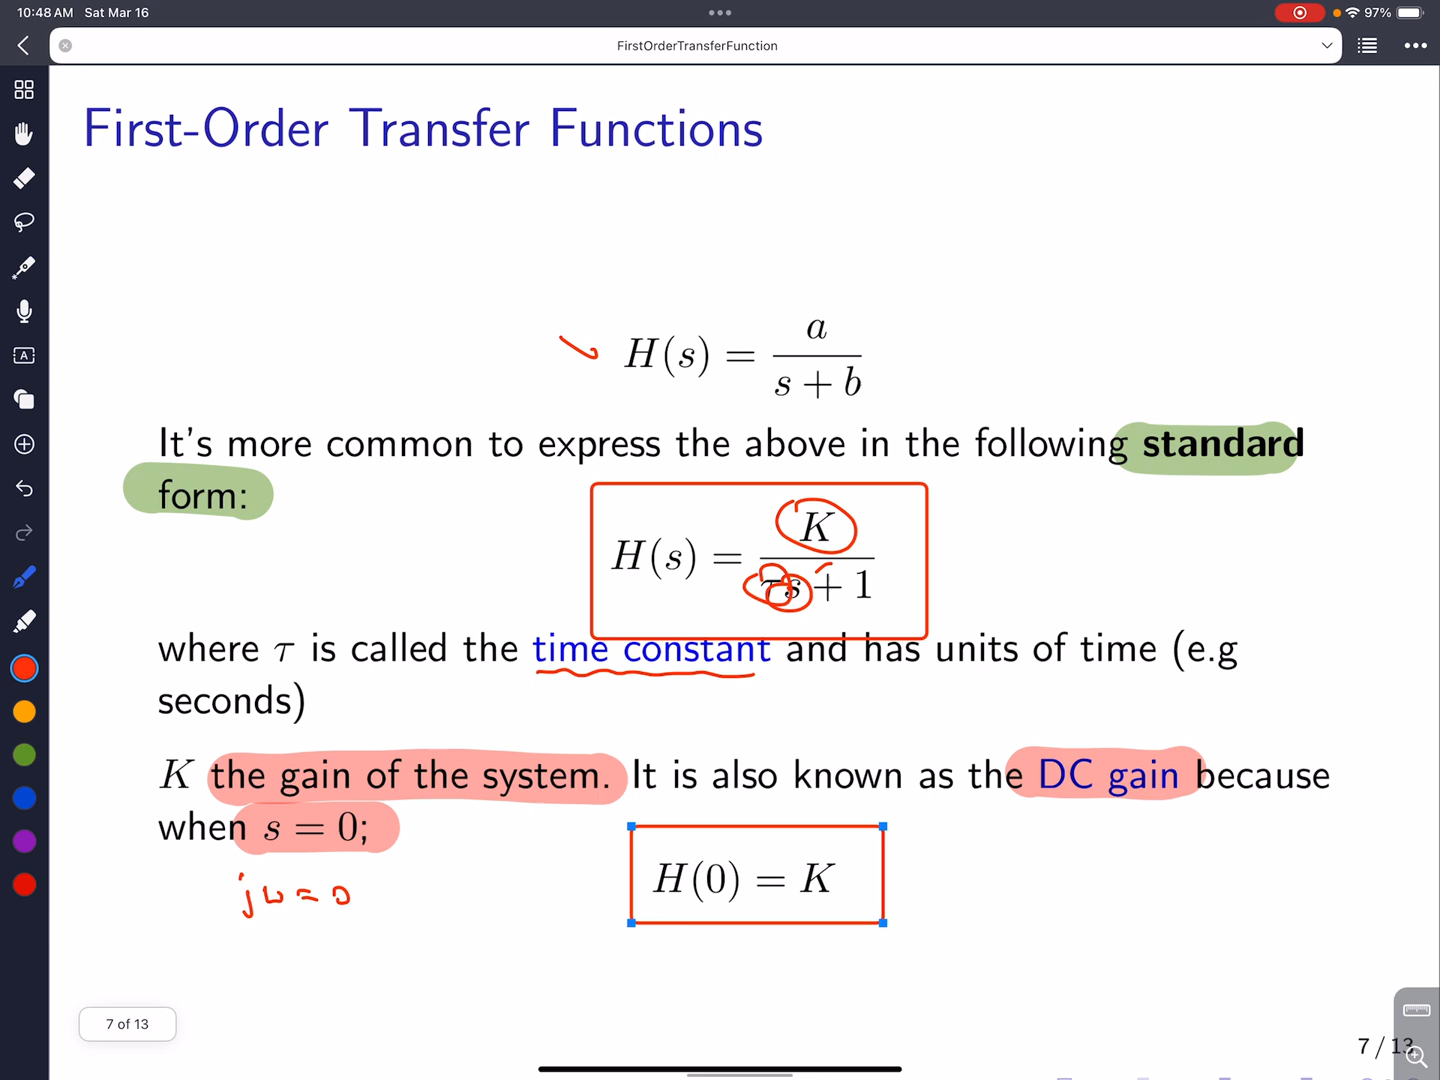 10:48 AM Sat Mar 16
97%
FirstOrderTransferFunction
First-Order Transfer Functions
H(s) = a / (s + b)
It's more common to express the above in the following standard
form:
H(s) = K / (τs + 1)
where τ is called the time constant and has units of time (e.g
seconds)
K the gain of the system. It is also known as the DC gain because
when s = 0;
jω = 0
H(0) = K
7 of 13
7 / 13